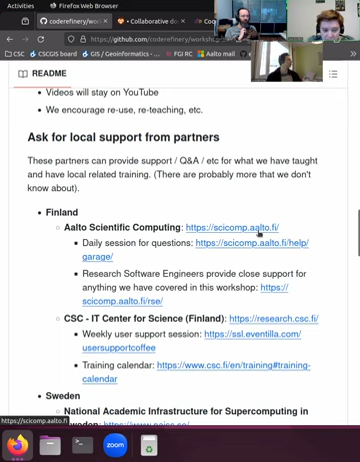 Activities
Firefox Web Browser
coderefinery/worksh
Collaborative do
https://github.com/coderefinery/worksh
CSC
CSCGIS board
GIS / Geoinformatics -
FGI RC
Aalto mail
README
• Videos will stay on YouTube
• We encourage re-use, re-teaching, etc.
Ask for local support from partners
These partners can provide support / Q&A / etc for what we have taught
and have local related training. (There are probably more that we don't
know about).
• Finland
Aalto Scientific Computing: https://scicomp.aalto.fi/
▪ Daily session for questions: https://scicomp.aalto.fi/help/
garage/
▪ Research Software Engineers provide close support for
anything we have covered in this workshop: https://
scicomp.aalto.fi/rse/
CSC - IT Center for Science (Finland): https://research.csc.fi/
▪ Weekly user support session: https://ssl.eventilla.com/
usersupportcoffee
▪ Training calendar: https://www.csc.fi/en/training#training-
calendar
• Sweden
National Academic Infrastructure for Supercomputing in
https://scicomp.aalto.fi
zoom